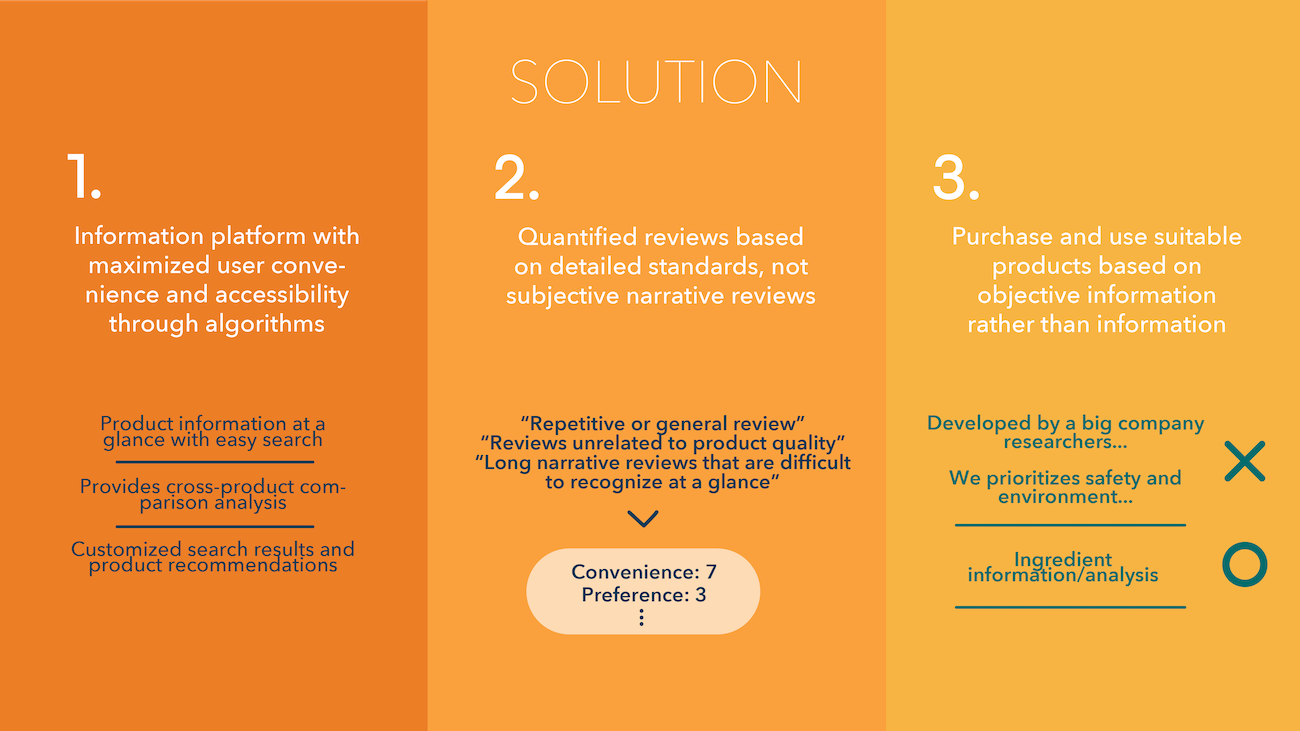 SOLUTION
1.
Information platform with
maximized user conve-
nience and accessibility
through algorithms
Product information at a
glance with easy search
Provides cross-product com-
parison analysis
Customized search results and
product recommendations
2.
Quantified reviews based
on detailed standards, not
subjective narrative reviews
“Repetitive or general review”
“Reviews unrelated to product quality”
“Long narrative reviews that are difficult
to recognize at a glance”
Convenience: 7
Preference: 3
3.
Purchase and use suitable
products based on
objective information
rather than information
Developed by a big company
researchers...
We prioritizes safety and
environment...
Ingredient
information/analysis